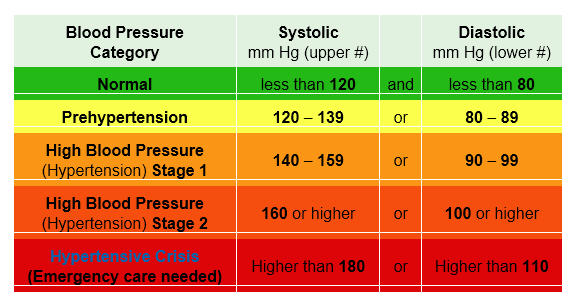 Blood Pressure Category Systolic mm Hg (upper #) Diastolic mm Hg (lower #)
Normal less than 120 and less than 80
Prehypertension 120 – 139 or 80 – 89
High Blood Pressure (Hypertension) Stage 1 140 – 159 or 90 – 99
High Blood Pressure (Hypertension) Stage 2 160 or higher or 100 or higher
Hypertensive Crisis (Emergency care needed) Higher than 180 or Higher than 110